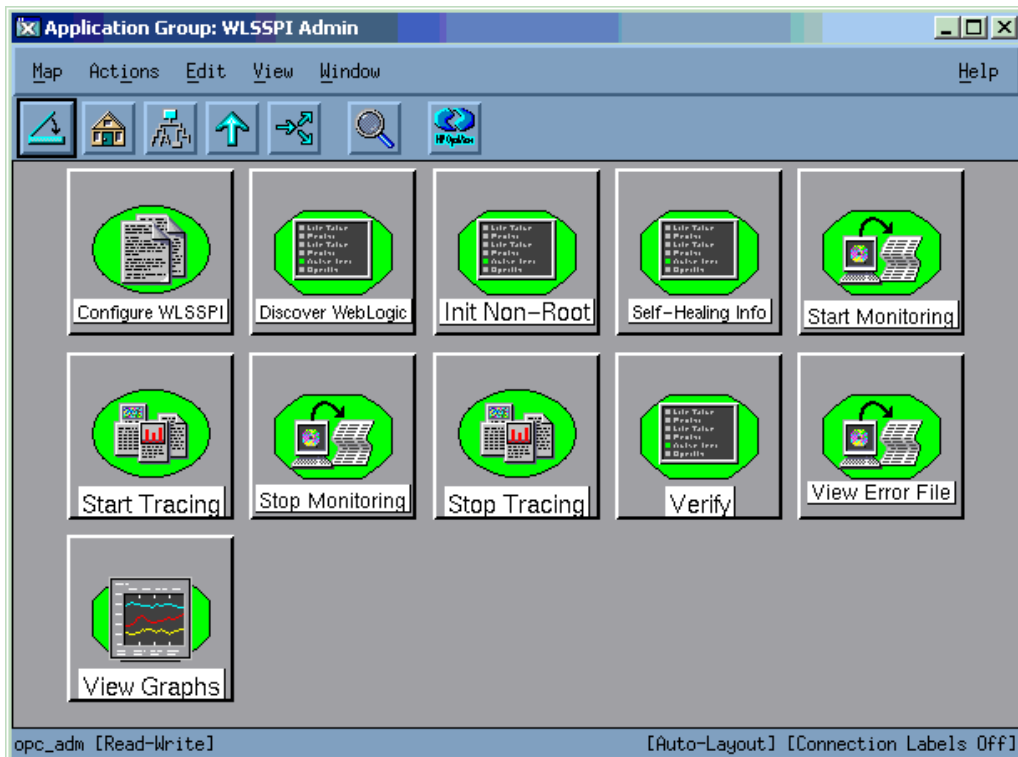 Application Group: WLSSPI Admin
Map Actions Edit View Window Help
HP OpenView
Configure WLSSPI
Discover WebLogic
Init Non-Root
Self-Healing Info
Start Monitoring
Start Tracing
Stop Monitoring
Stop Tracing
Verify
View Error File
View Graphs
opc_adm [Read-Write] [Auto-Layout] [Connection Labels Off]